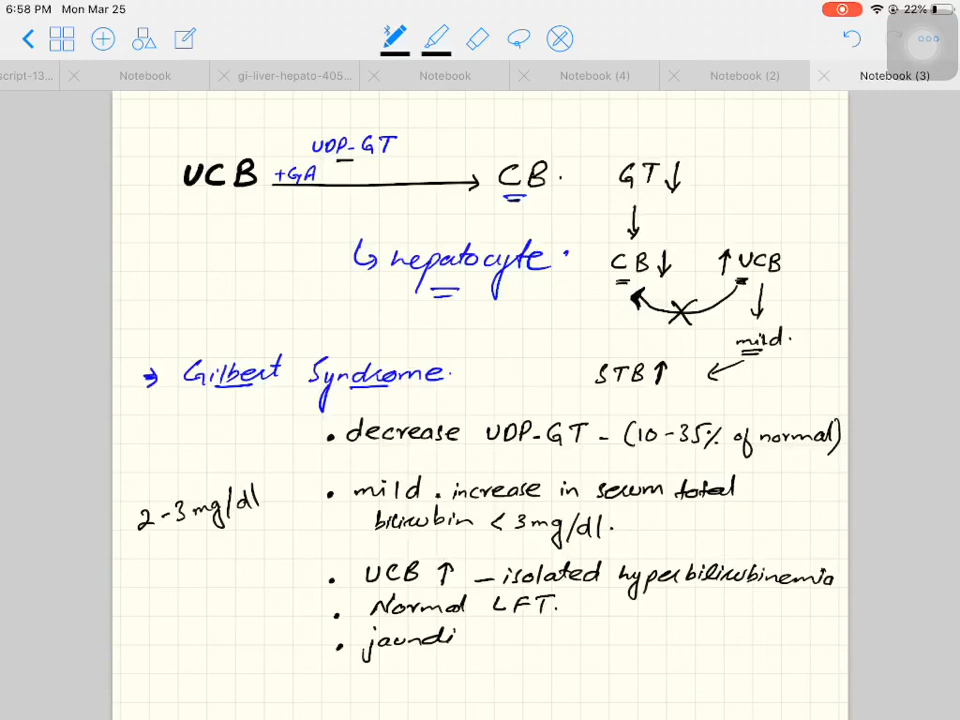 6:58 PM Mon Mar 25
22%
script-13...
Notebook
gi-liver-hepato-405...
Notebook
Notebook (4)
Notebook (2)
Notebook (3)
UDP-GT
UCB +GA CB. GT↓
↓
↳ hepatocyte. CB↓ ↑UCB
↓
mild.
⇒ Gilbert Syndrome. STB↑
• decrease UDP-GT - (10-35% of normal)
• mild . increase in serum total
2-3mg/dl
bilirubin < 3mg/dl.
• UCB ↑ - isolated hyperbilirubinemia
• Normal LFT.
• jaundi